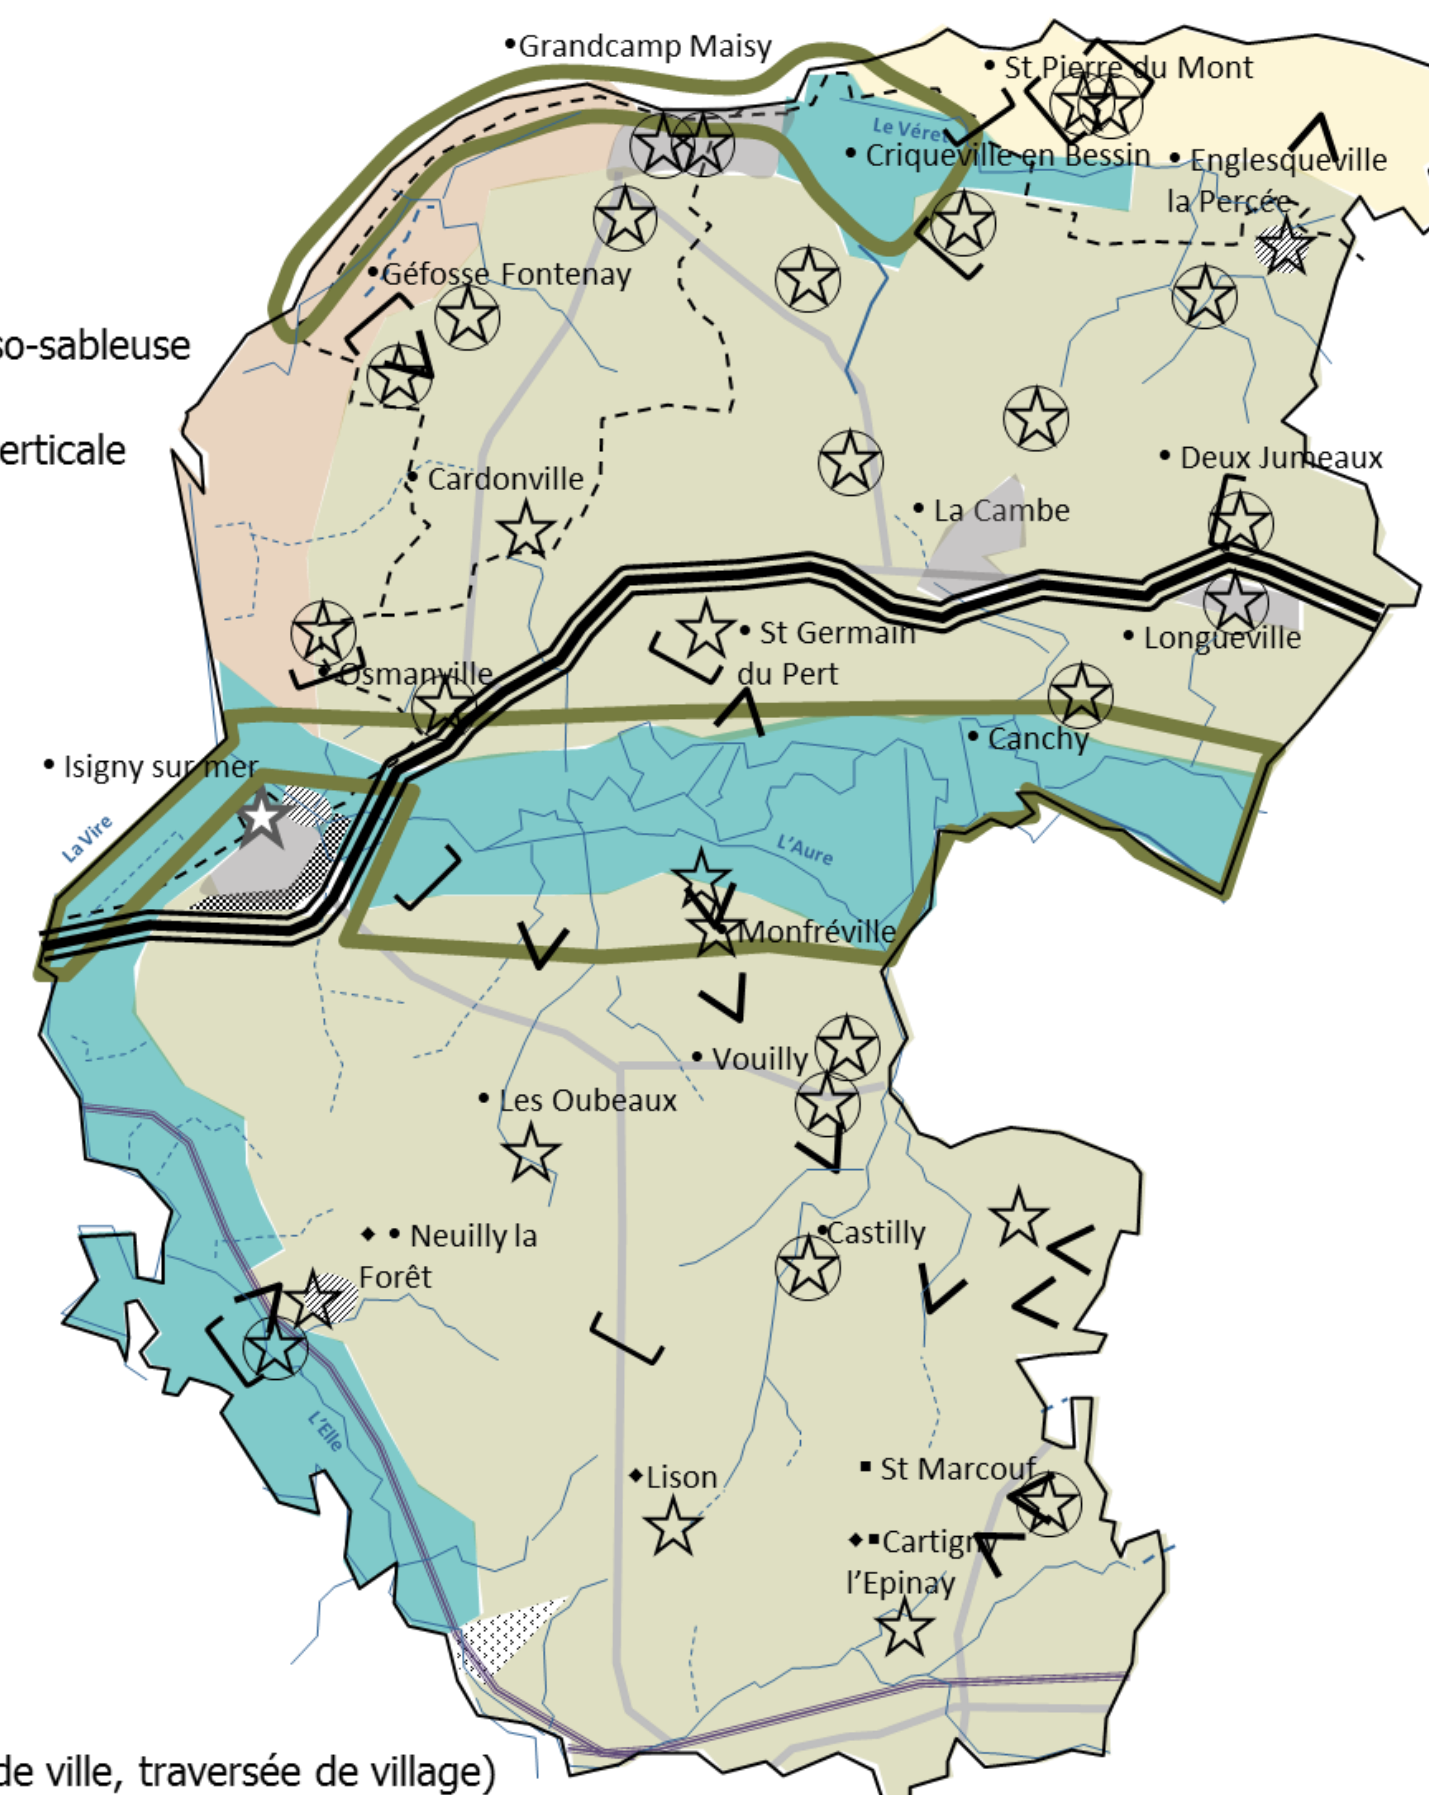 •Grandcamp Maisy
• St Pierre du Mont
Le Véret
• Criqueville en Bessin
• Englesqueville
la Percée
•Géfosse Fontenay
so-sableuse
erticale
• Deux Jumeaux
• Cardonville
• La Cambe
• St Germain
du Pert
• Longueville
• Osmanville
• Canchy
• Isigny sur mer
La Vire
L'Aure
•Monfréville
• Vouilly
• Les Oubeaux
•Castilly
◆ • Neuilly la
Forêt
L'Elle
▪ St Marcouf
◆Lison
◆▪Cartigny
l'Epinay
de ville, traversée de village)